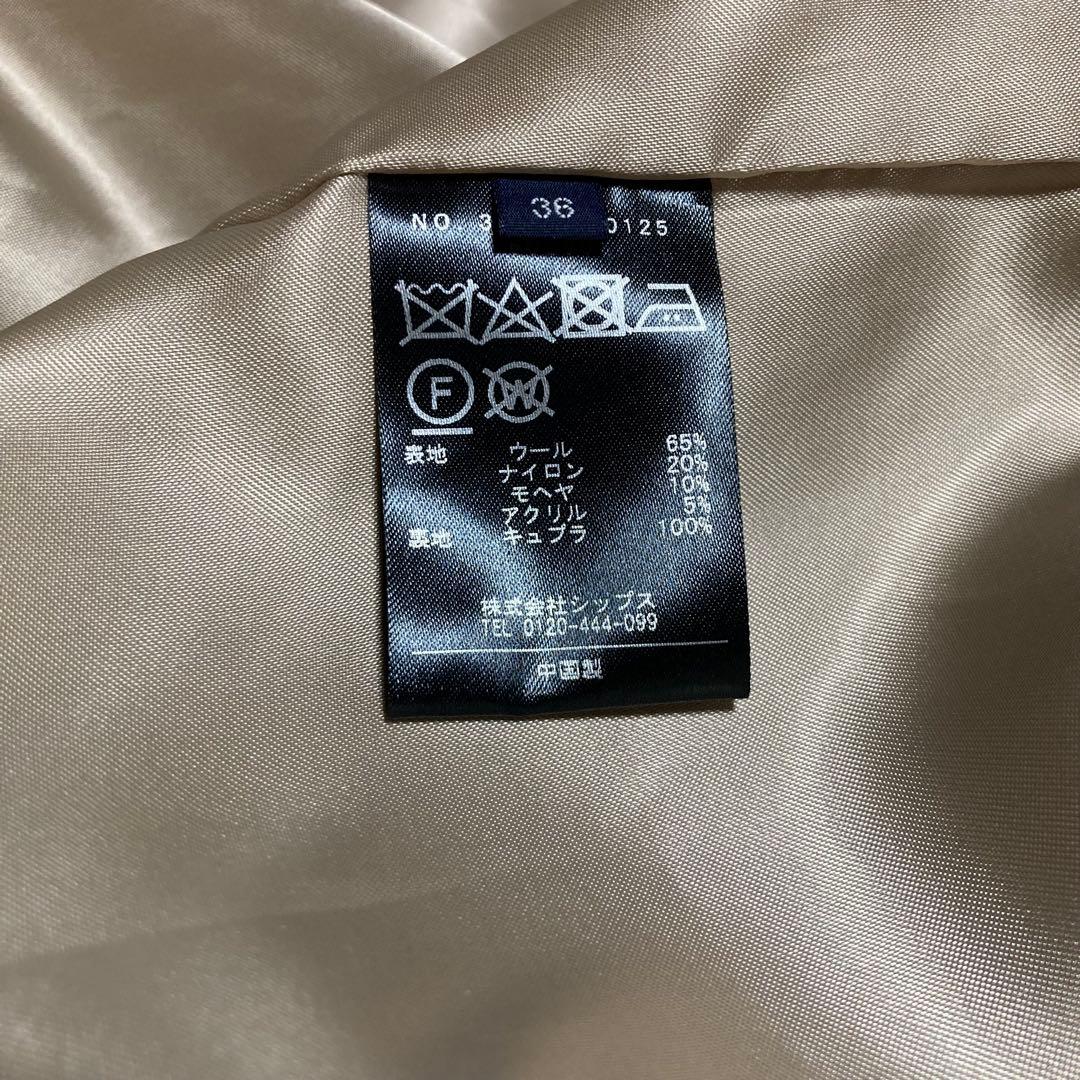 36
NO. 3 0125
F
W
表地 ウール 65%
ナイロン 20%
モヘヤ 10%
アクリル 5%
裏地 キュプラ 100%
株式会社シップス
TEL 0120-444-099
中国製